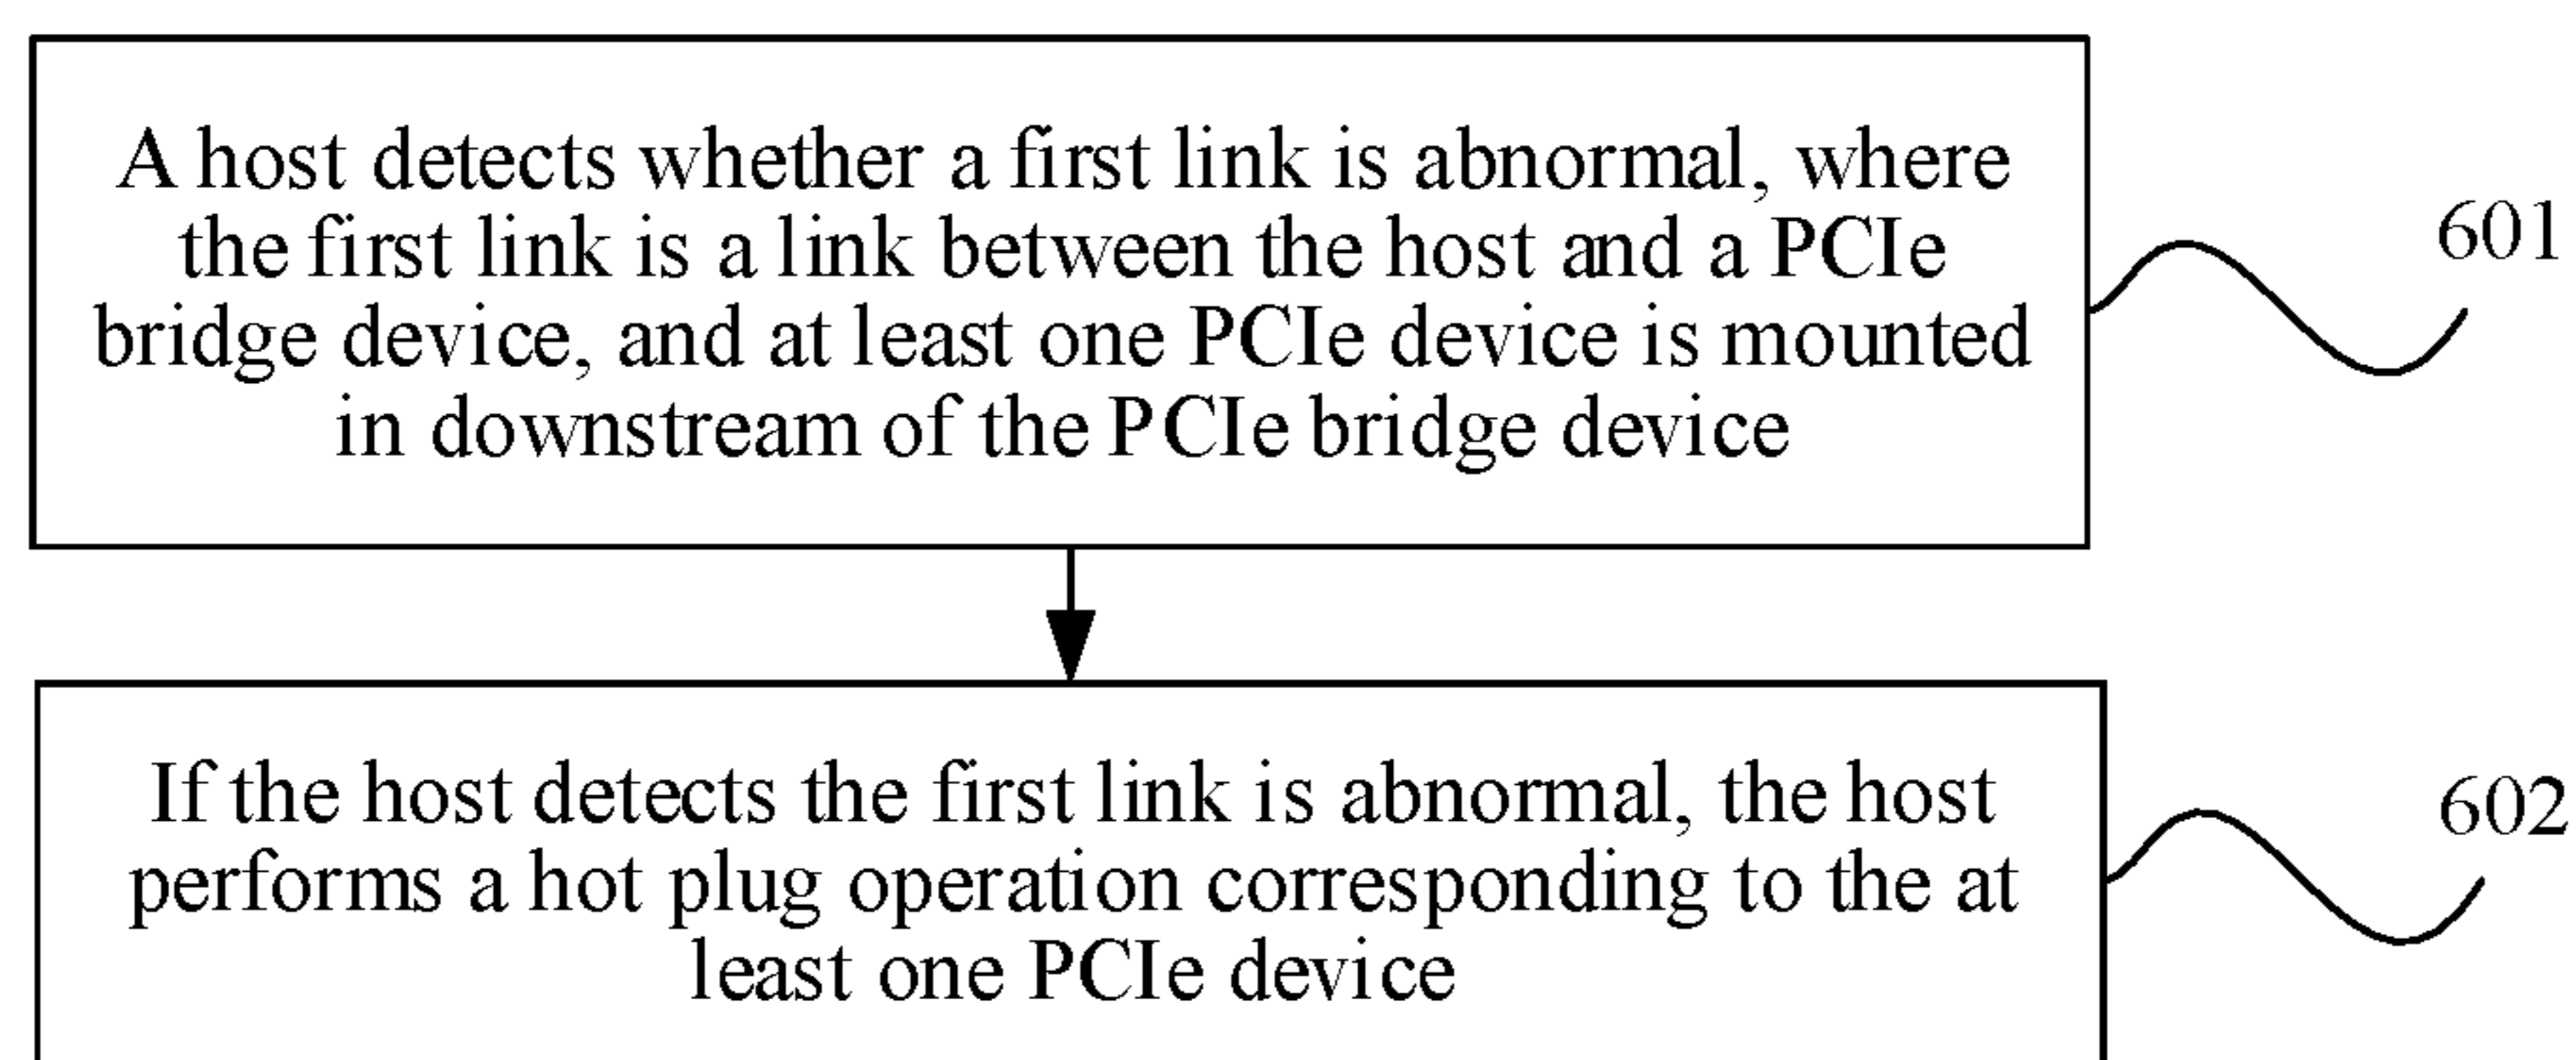 A host detects whether a first link is abnormal, where
the first link is a link between the host and a PCIe
bridge device, and at least one PCIe device is mounted
in downstream of the PCIe bridge device
601
If the host detects the first link is abnormal, the host
performs a hot plug operation corresponding to the at
least one PCIe device
602